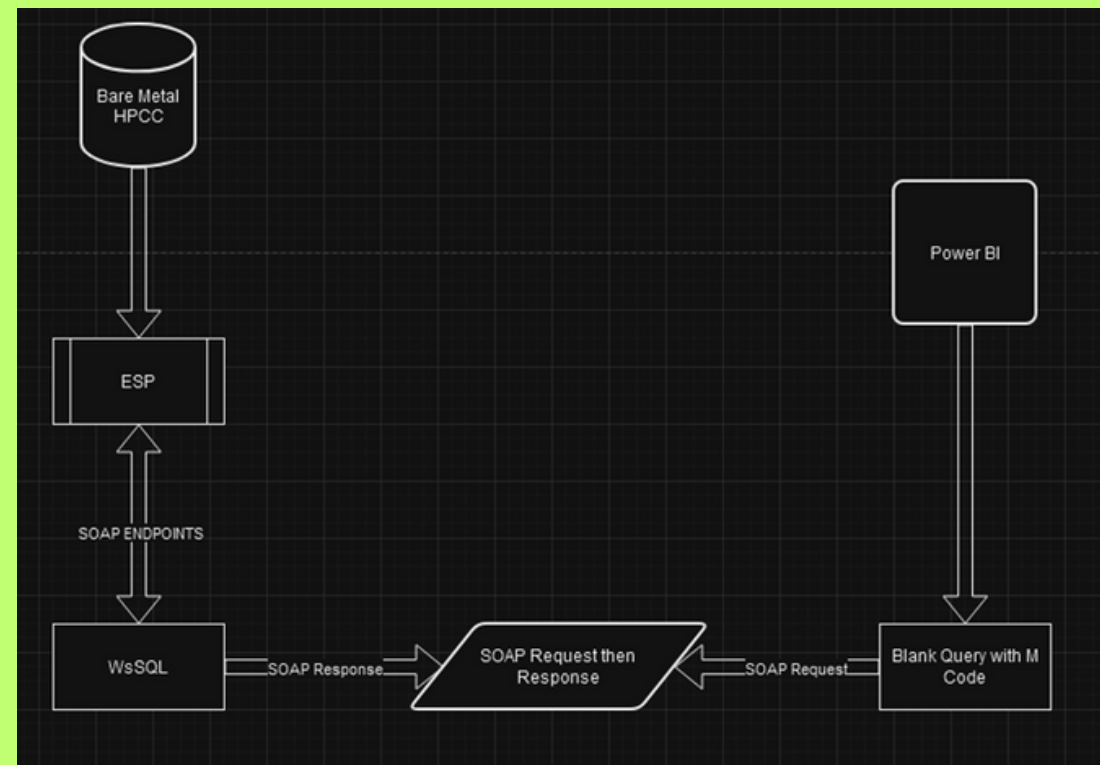 Bare Metal
HPCC
Power BI
ESP
SOAP ENDPOINTS
WsSQL
SOAP Response
SOAP Request then
Response
SOAP Request
Blank Query with M
Code